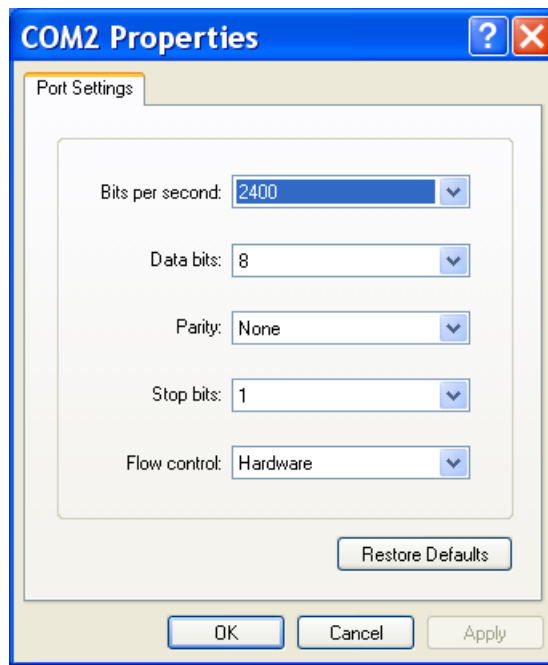 COM2 Properties
Port Settings
Bits per second: 2400
Data bits: 8
Parity: None
Stop bits: 1
Flow control: Hardware
Restore Defaults
OK Cancel Apply